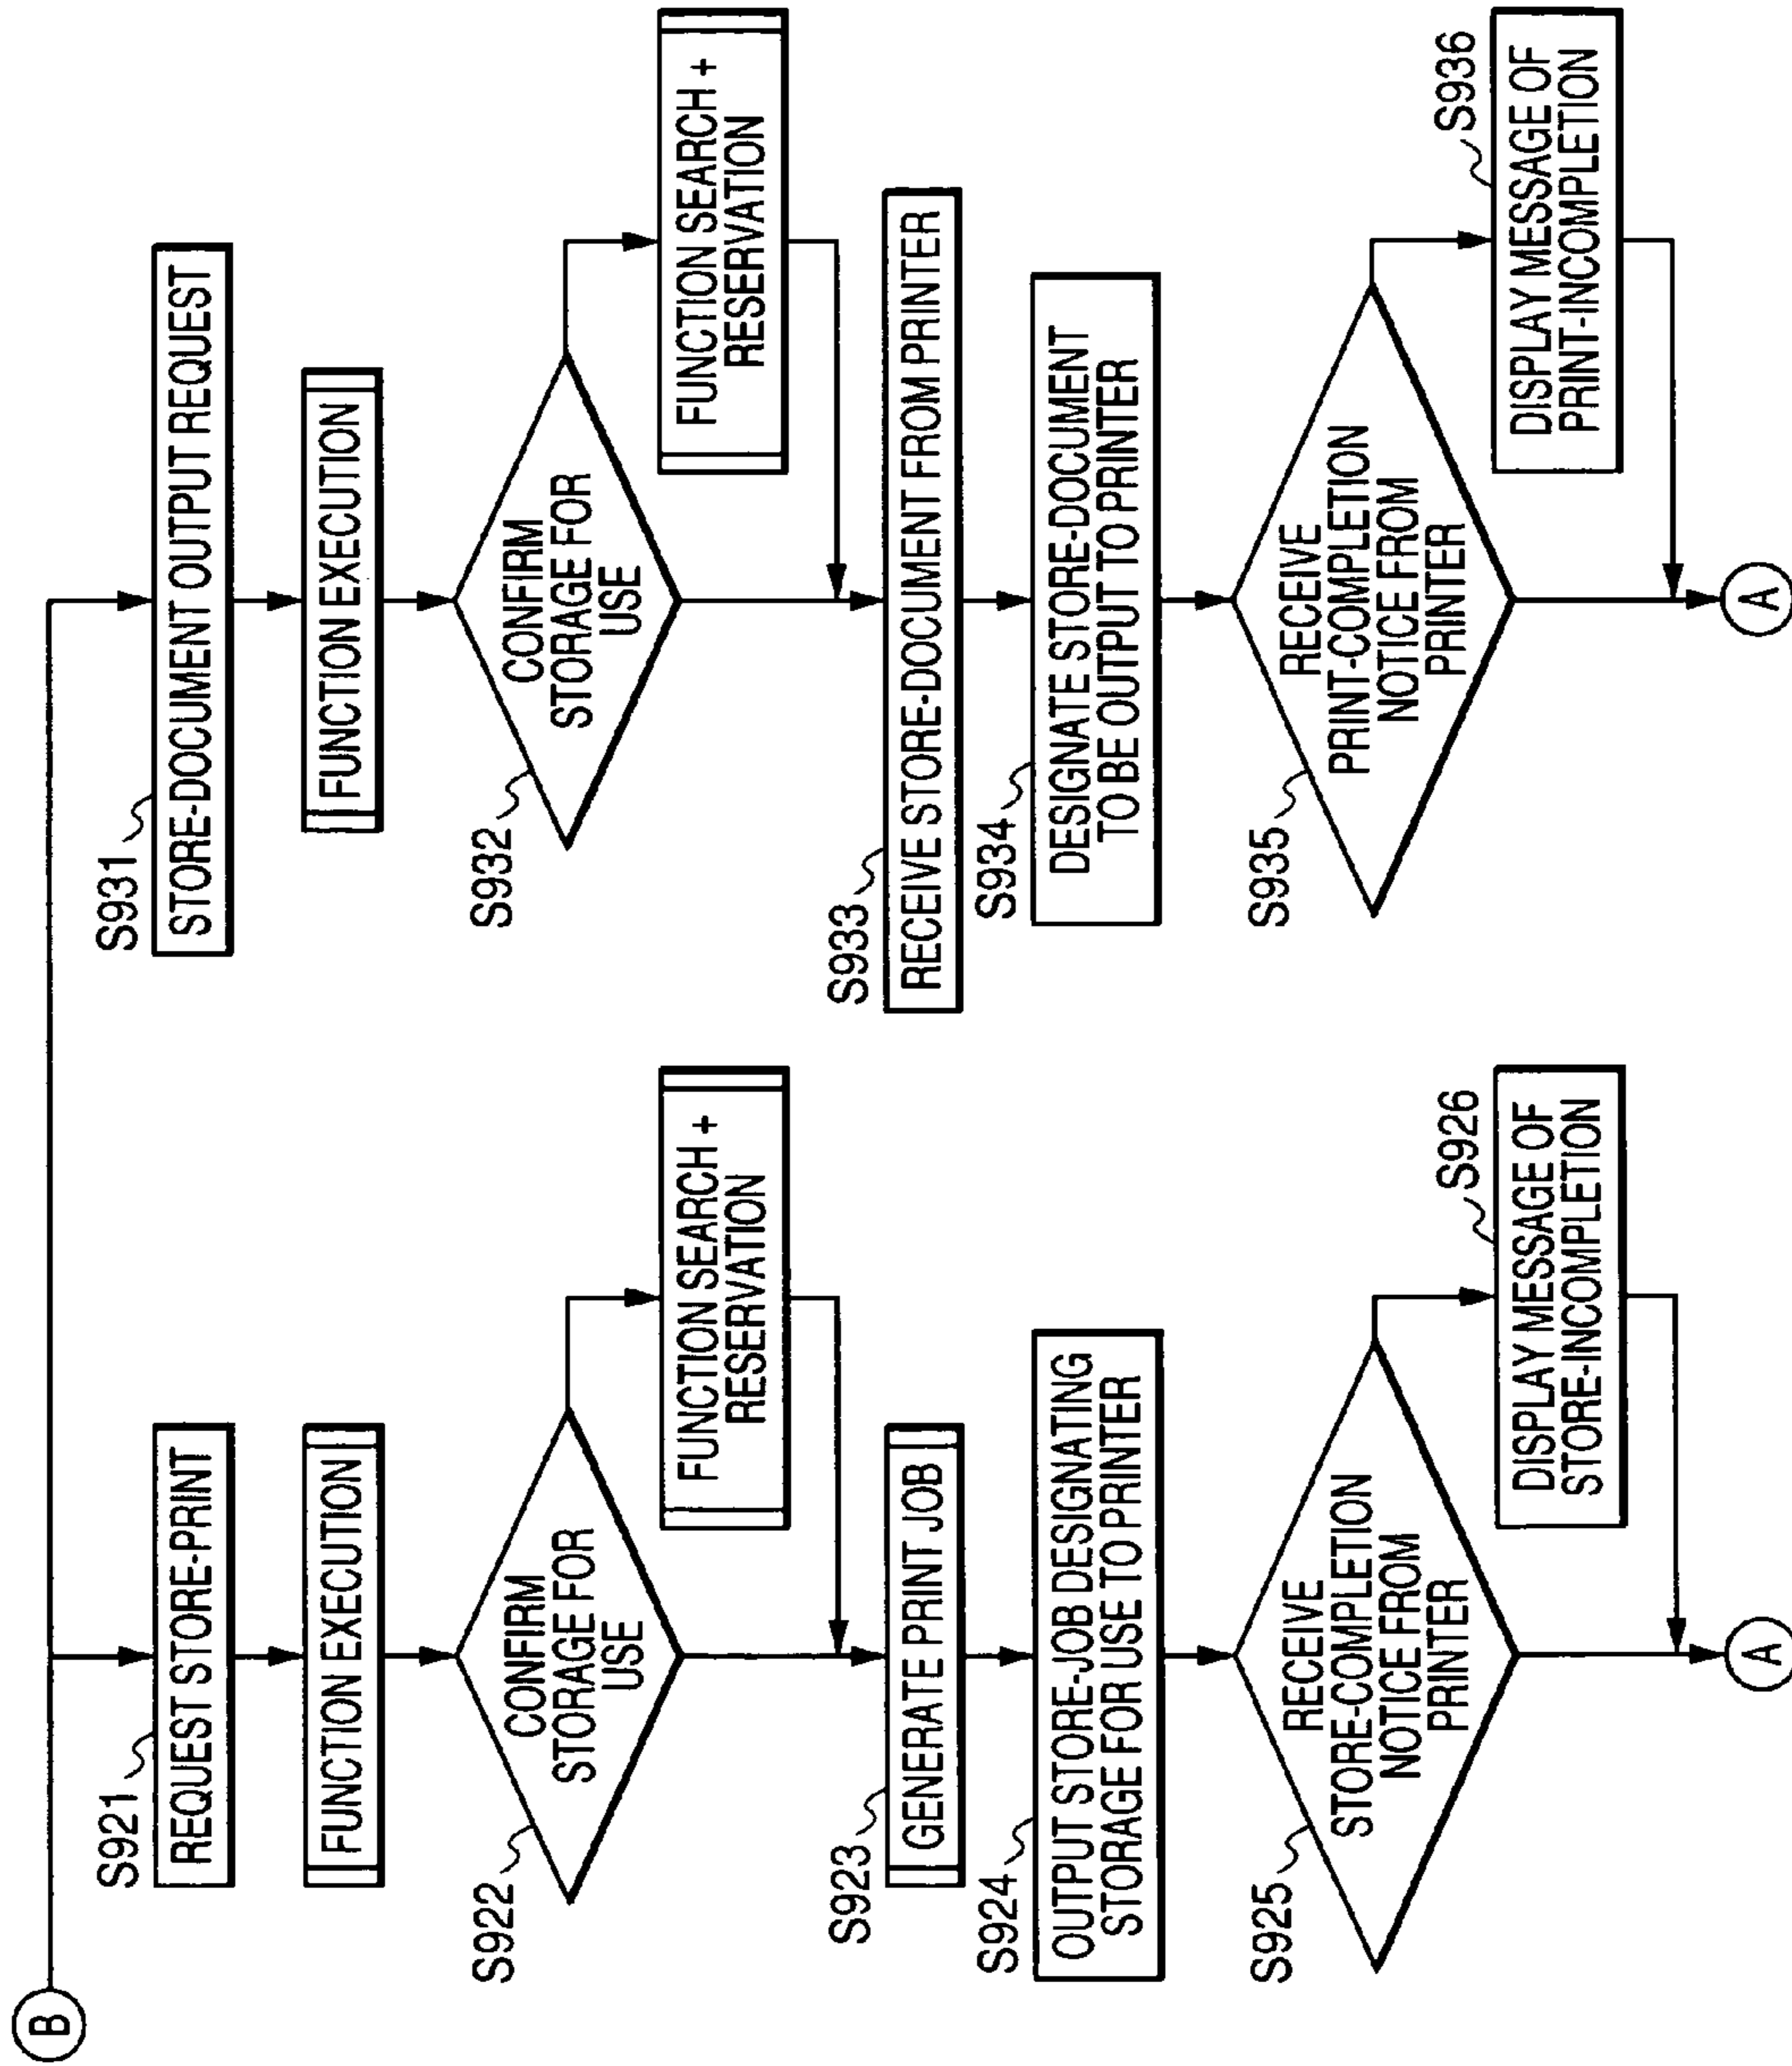 B
S921
REQUEST STORE-PRINT
FUNCTION EXECUTION
S922
CONFIRM
STORAGE FOR
USE
FUNCTION SEARCH +
RESERVATION
S923
GENERATE PRINT JOB
S924
OUTPUT STORE-JOB DESIGNATING
STORAGE FOR USE TO PRINTER
S925
RECEIVE
STORE-COMPLETION
NOTICE FROM
PRINTER
S926
DISPLAY MESSAGE OF
STORE-INCOMPLETION
A
S931
STORE-DOCUMENT OUTPUT REQUEST
FUNCTION EXECUTION
S932
CONFIRM
STORAGE FOR
USE
FUNCTION SEARCH +
RESERVATION
S933
RECEIVE STORE-DOCUMENT FROM PRINTER
S934
DESIGNATE STORE-DOCUMENT
TO BE OUTPUT TO PRINTER
S935
RECEIVE
PRINT-COMPLETION
NOTICE FROM
PRINTER
S936
DISPLAY MESSAGE OF
PRINT-INCOMPLETION
A